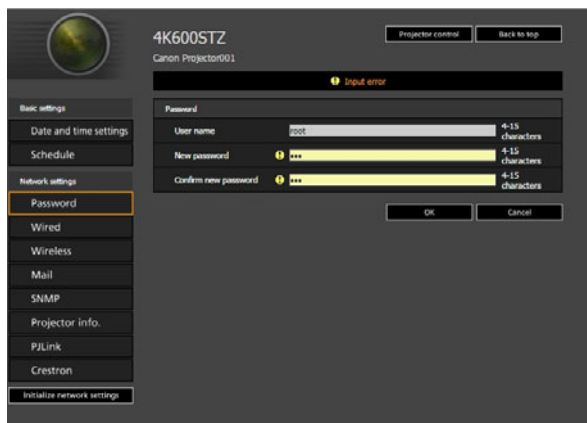 4K600STZ
Canon Projector001
Projector control
Back to top
Input error
Basic settings
Date and time settings
Schedule
Network settings
Password
Wired
Wireless
Mail
SNMP
Projector info.
PJLink
Crestron
Initialize network settings
Password
User name
root
4-15
characters
New password
•••
4-15
characters
Confirm new password
•••
4-15
characters
OK
Cancel